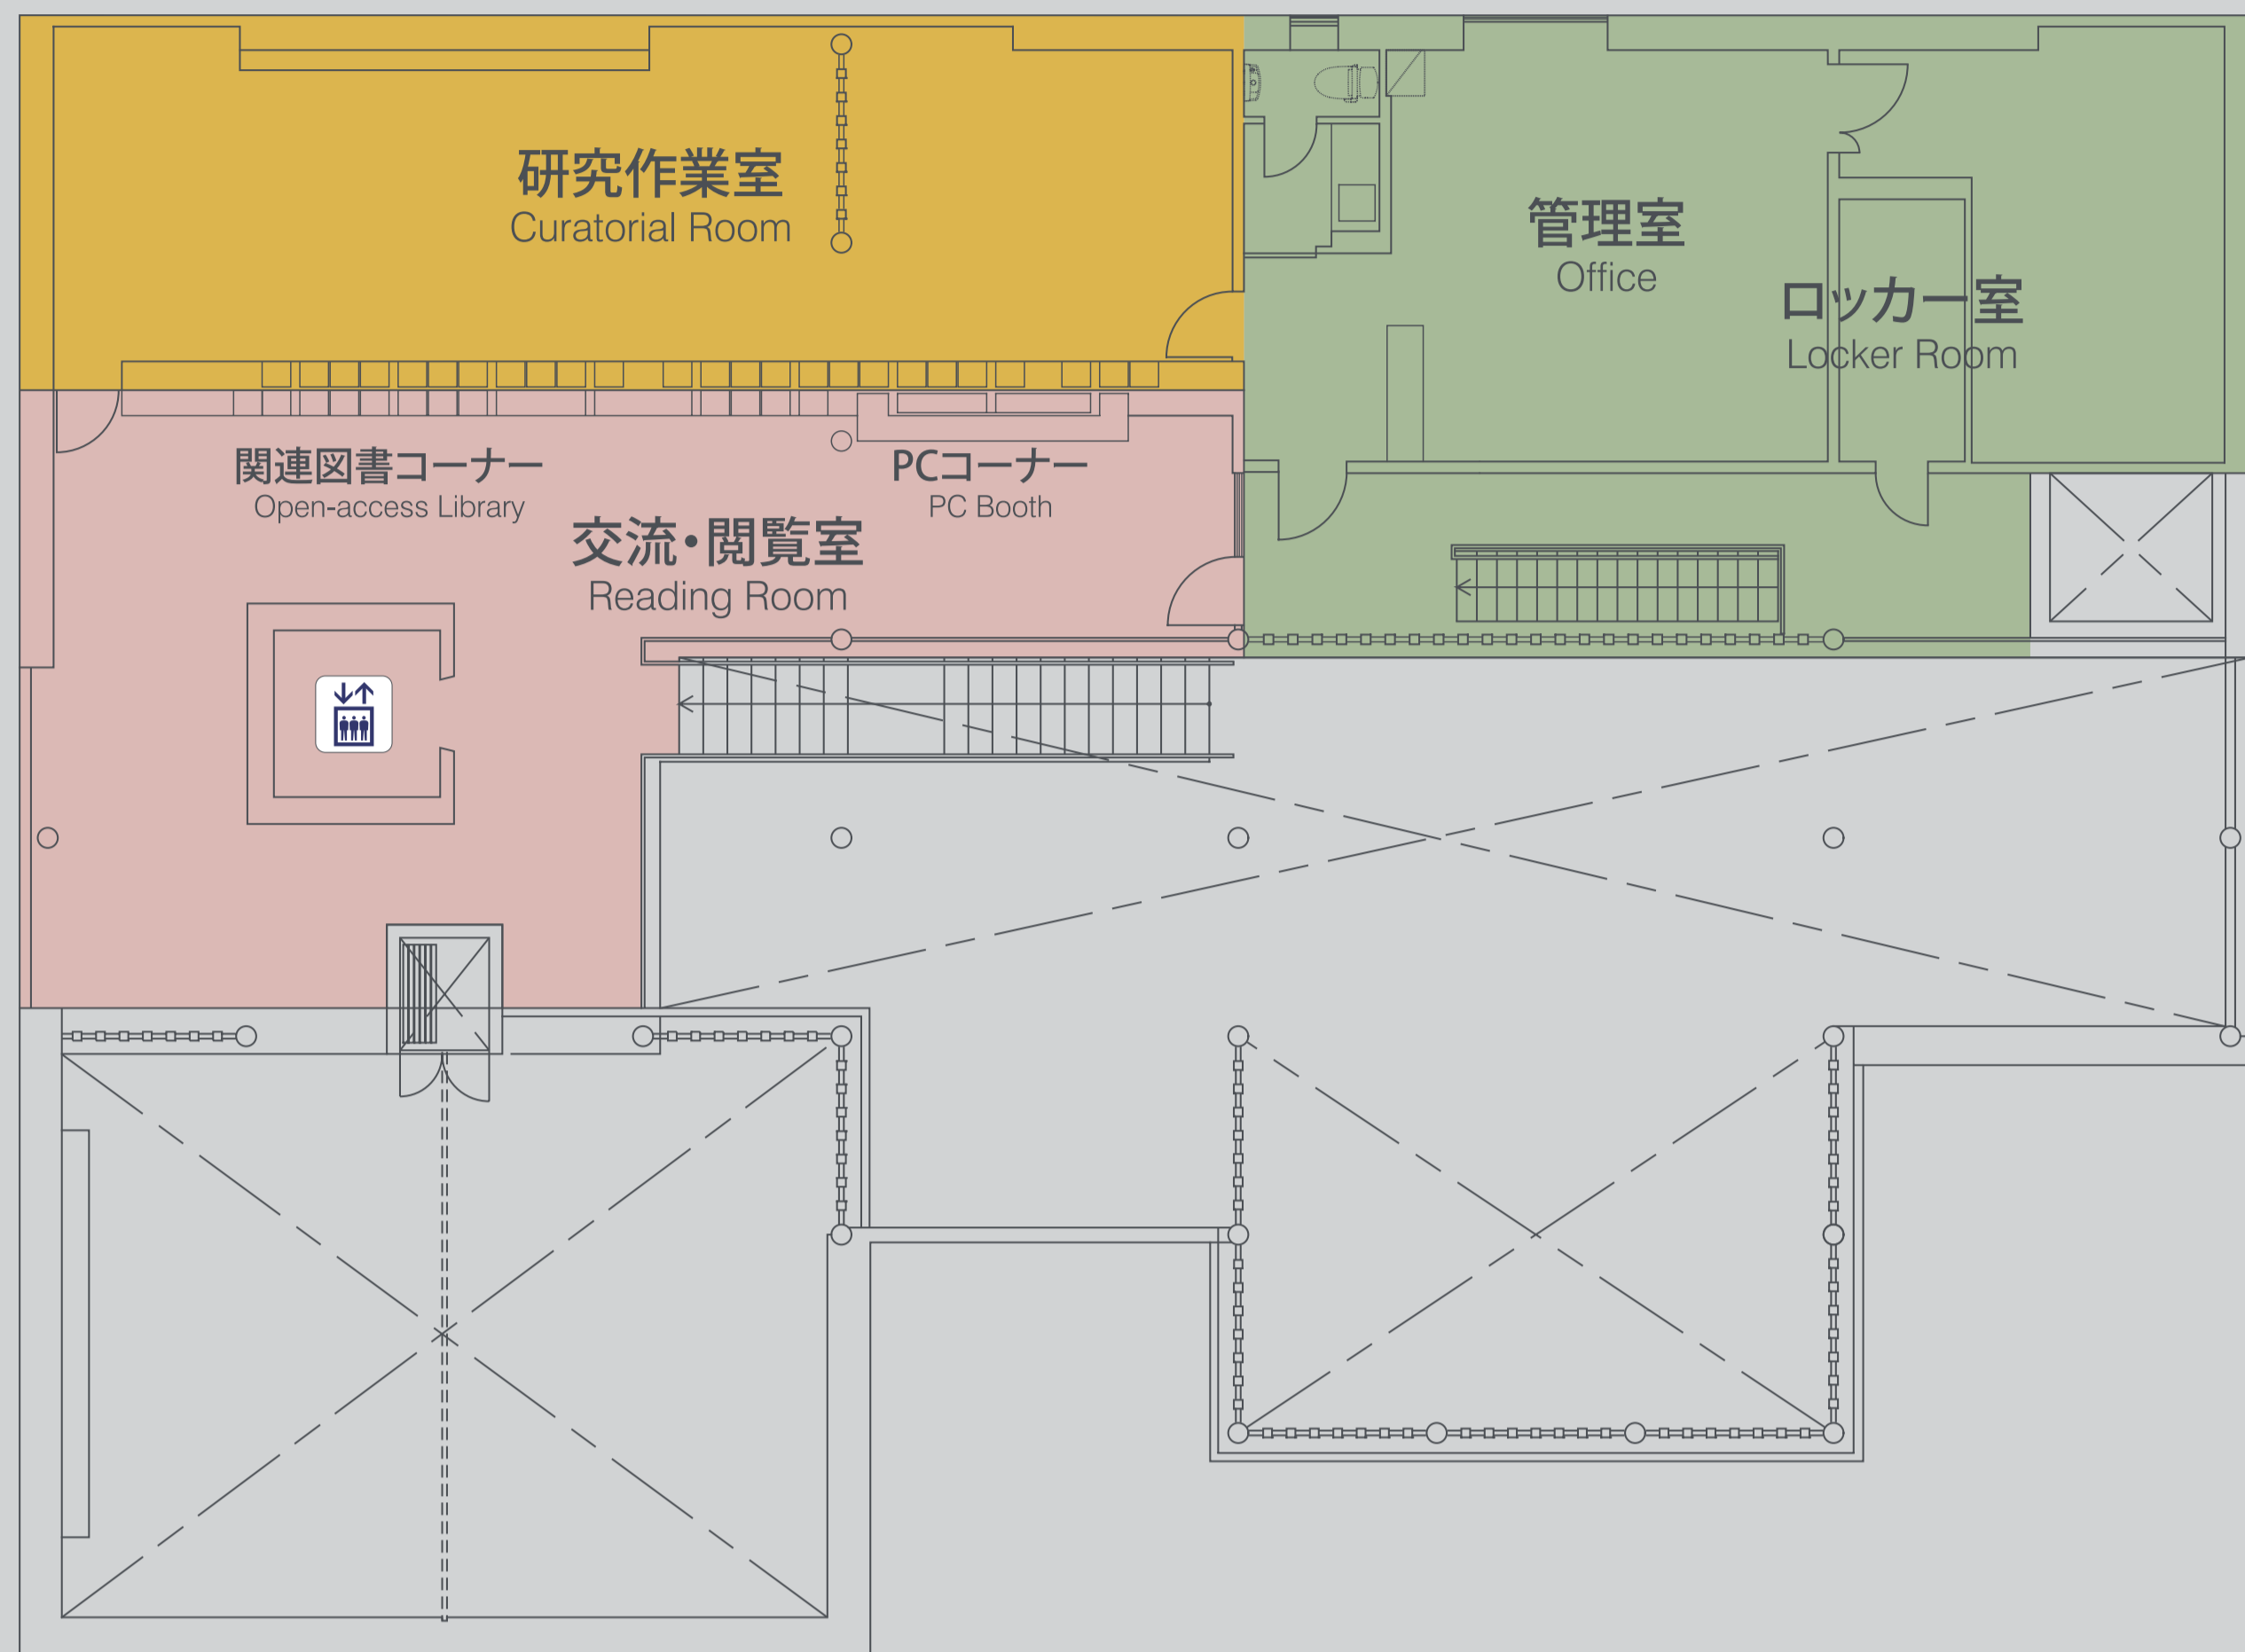 研究作業室
Curatorial Room
管理室
Office
ロッカー室
Locker Room
関連図書コーナー
Open-access Library
PCコーナー
PC Booth
交流・閲覧室
Reading Room